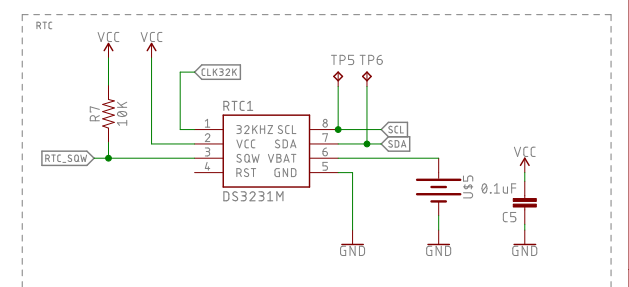 RTC
VCC
VCC
CLK32K
TP5 TP6
R7
10K
RTC1
1 32KHZ SCL 8 SCL
2 VCC SDA 7 SDA
RTC_SQW 3 SQW VBAT 6
4 RST GND 5
DS3231M
U$5
VCC
0.1uF
C5
GND
GND
GND